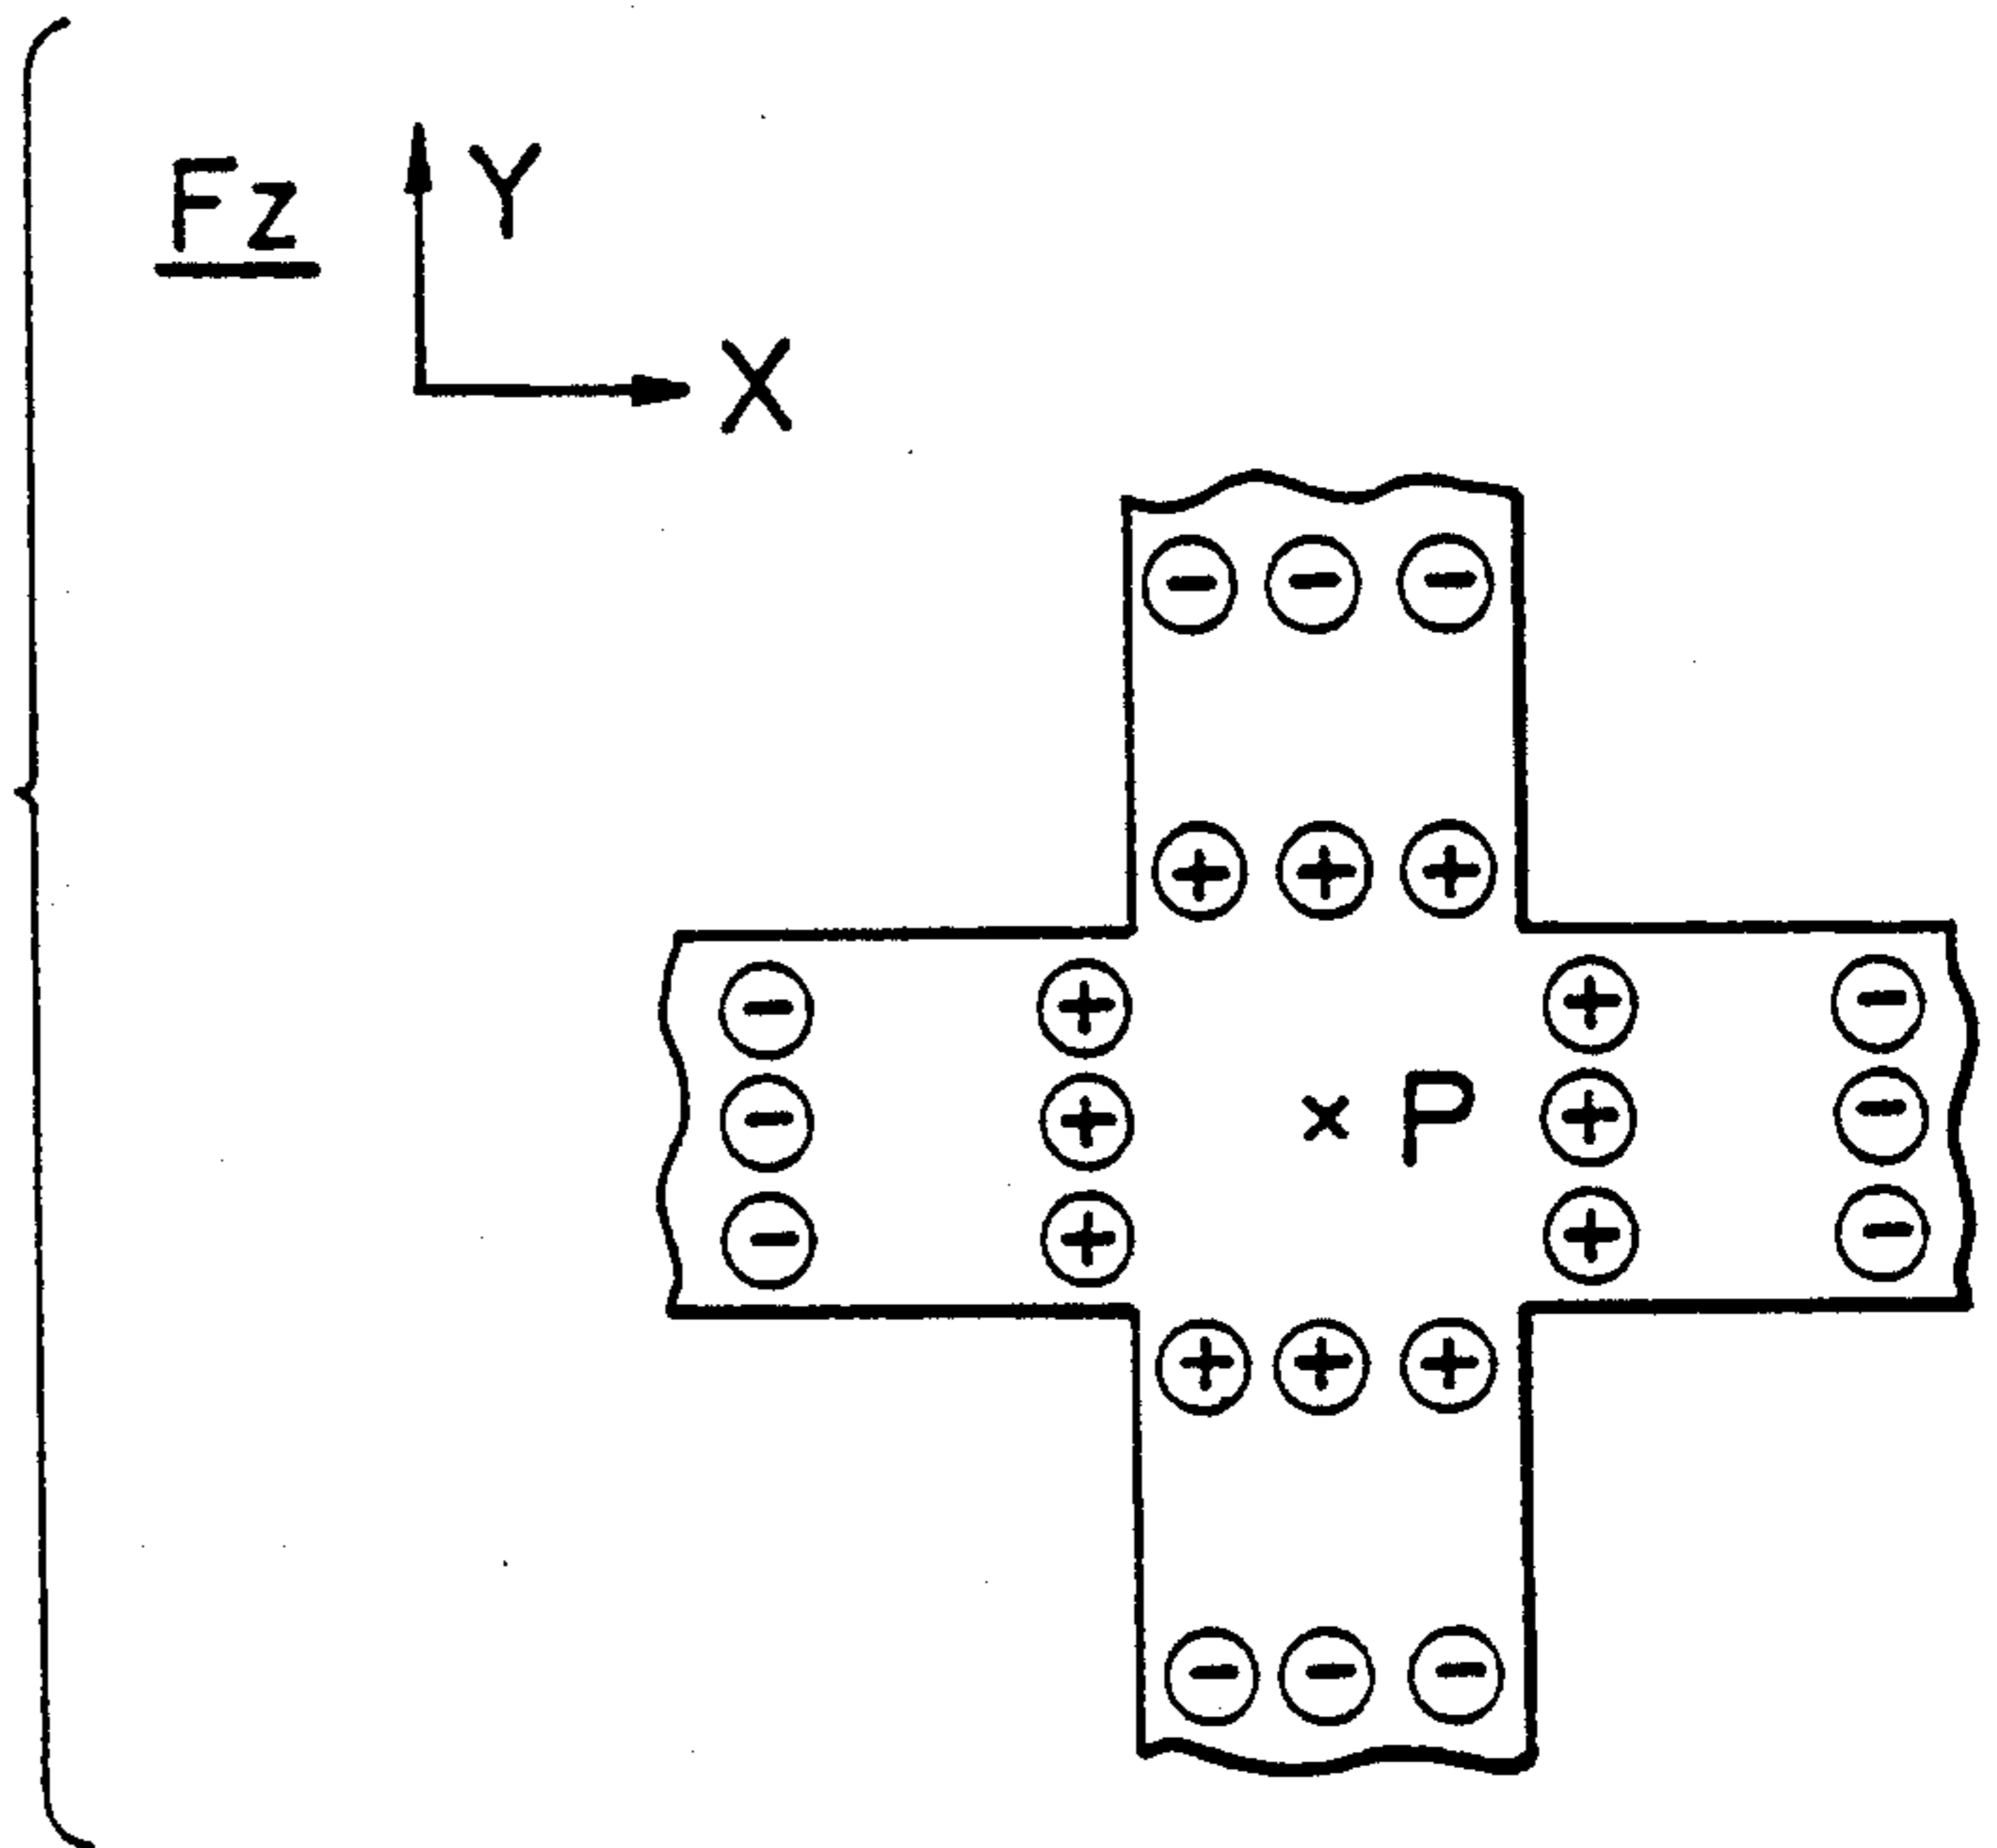 Fz
Y
X
− − −
+ + +
− + + −
− + × P + −
− + + −
+ + +
− − −